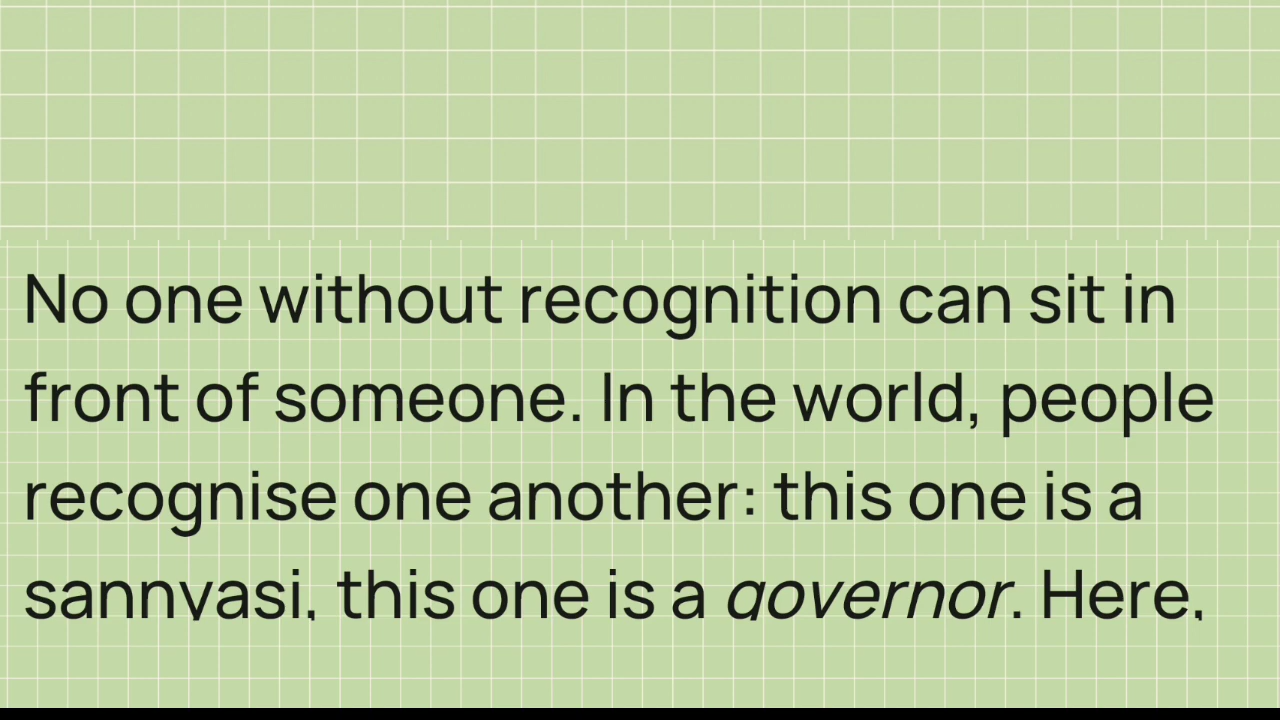 No one without recognition can sit in
front of someone. In the world, people
recognise one another: this one is a
sannyasi, this one is a governor. Here,